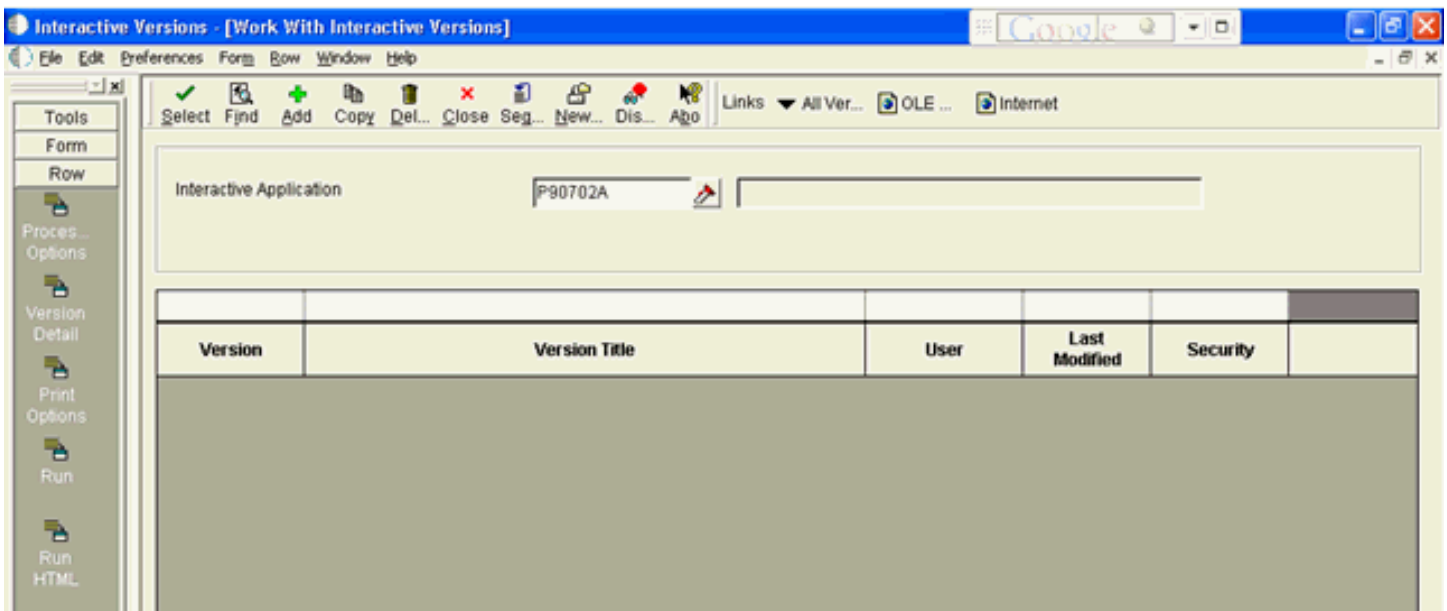 Interactive Versions - [Work With Interactive Versions]
Google
File Edit Preferences Form Row Window Help
Tools
Form
Row
Proces...
Options
Version
Detail
Print
Options
Run
Run
HTML
Select Find Add Copy Del... Close Seq... New... Dis... Abo
Links All Ver... OLE ... Internet
Interactive Application P90702A
Version Version Title User Last Modified Security